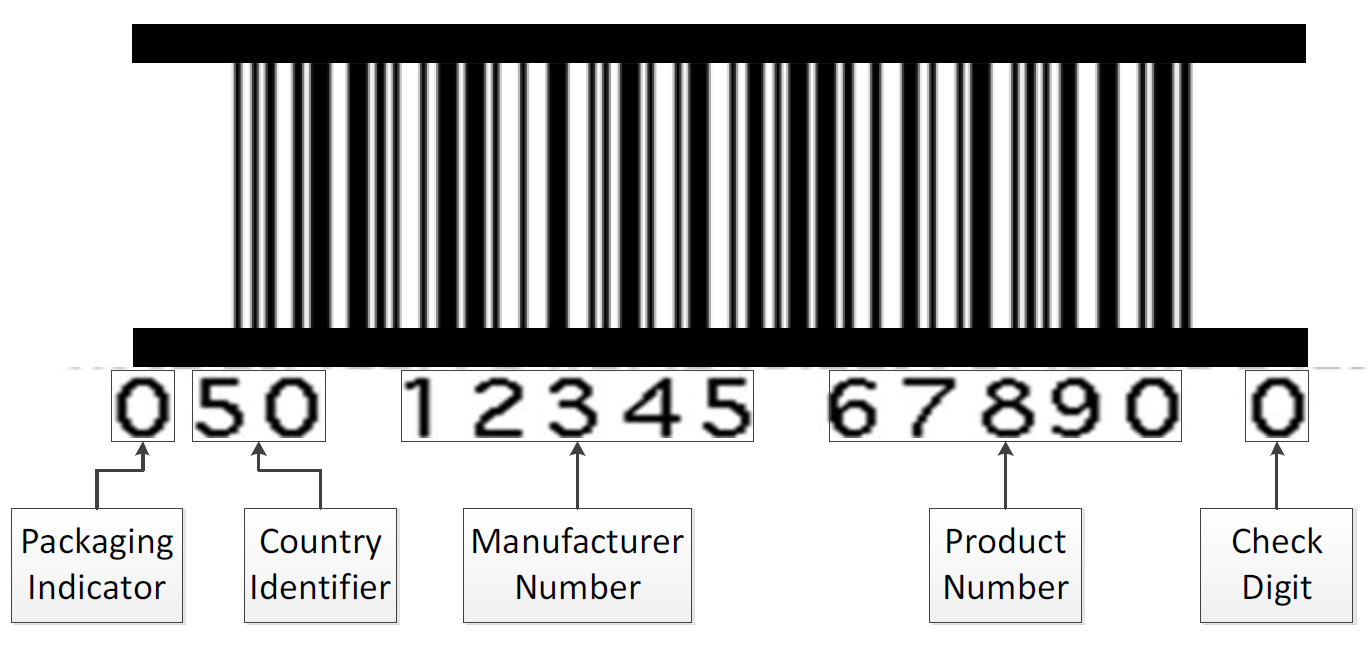 0 50 12345 67890 0
Packaging Indicator
Country Identifier
Manufacturer Number
Product Number
Check Digit